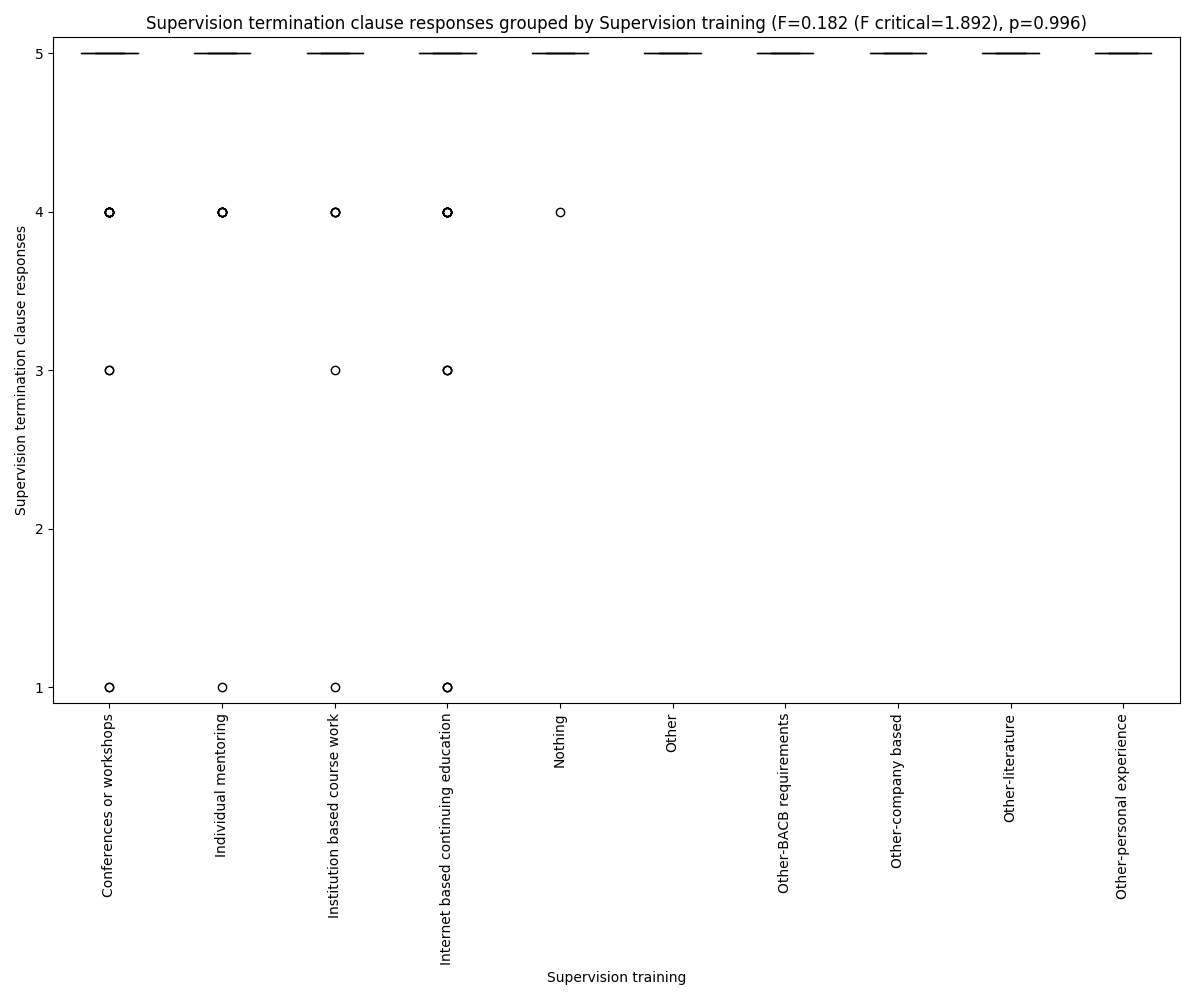 Supervision termination clause responses grouped by Supervision training (F=0.182 (F critical=1.892), p=0.996)
Supervision termination clause responses
5
4
3
2
1
Conferences or workshops
Individual mentoring
Institution based course work
Internet based continuing education
Nothing
Other
Other-BACB requirements
Other-company based
Other-literature
Other-personal experience
Supervision training